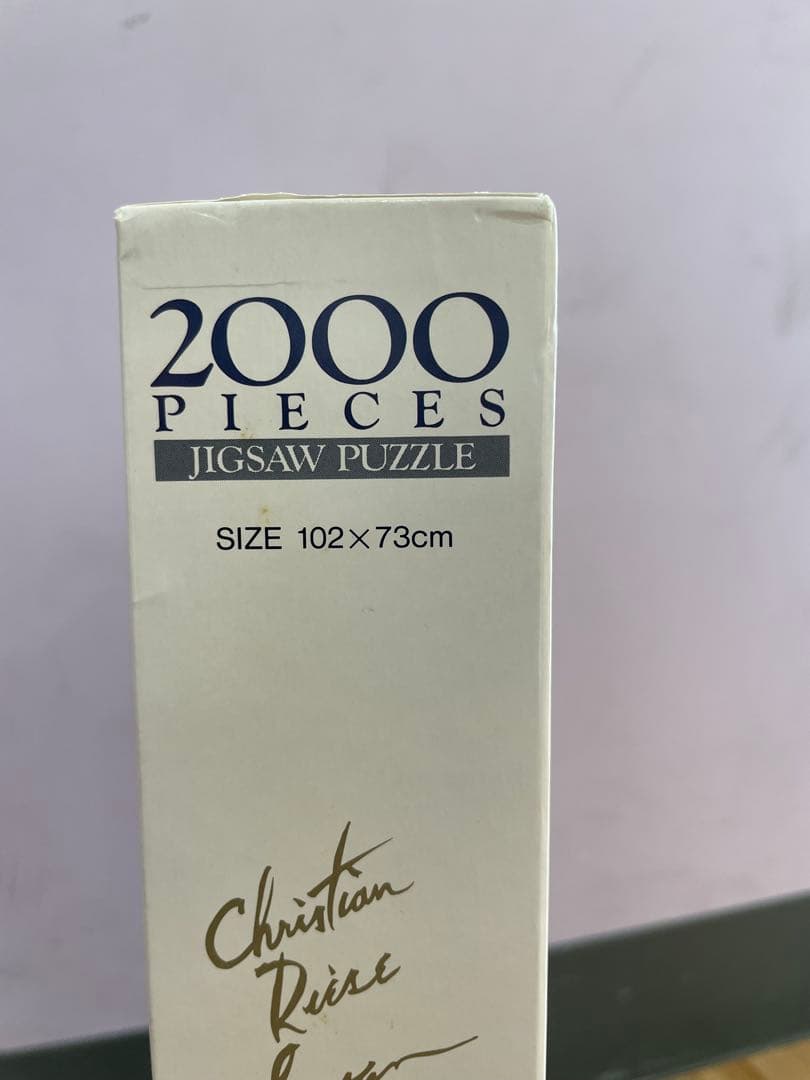 2000
PIECES
JIGSAW PUZZLE
SIZE 102×73cm
Christian
Riese